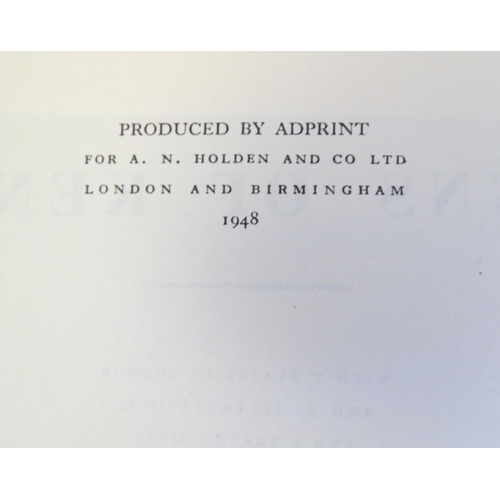 PRODUCED BY ADPRINT
FOR A. N. HOLDEN AND CO LTD
LONDON AND BIRMINGHAM
1948